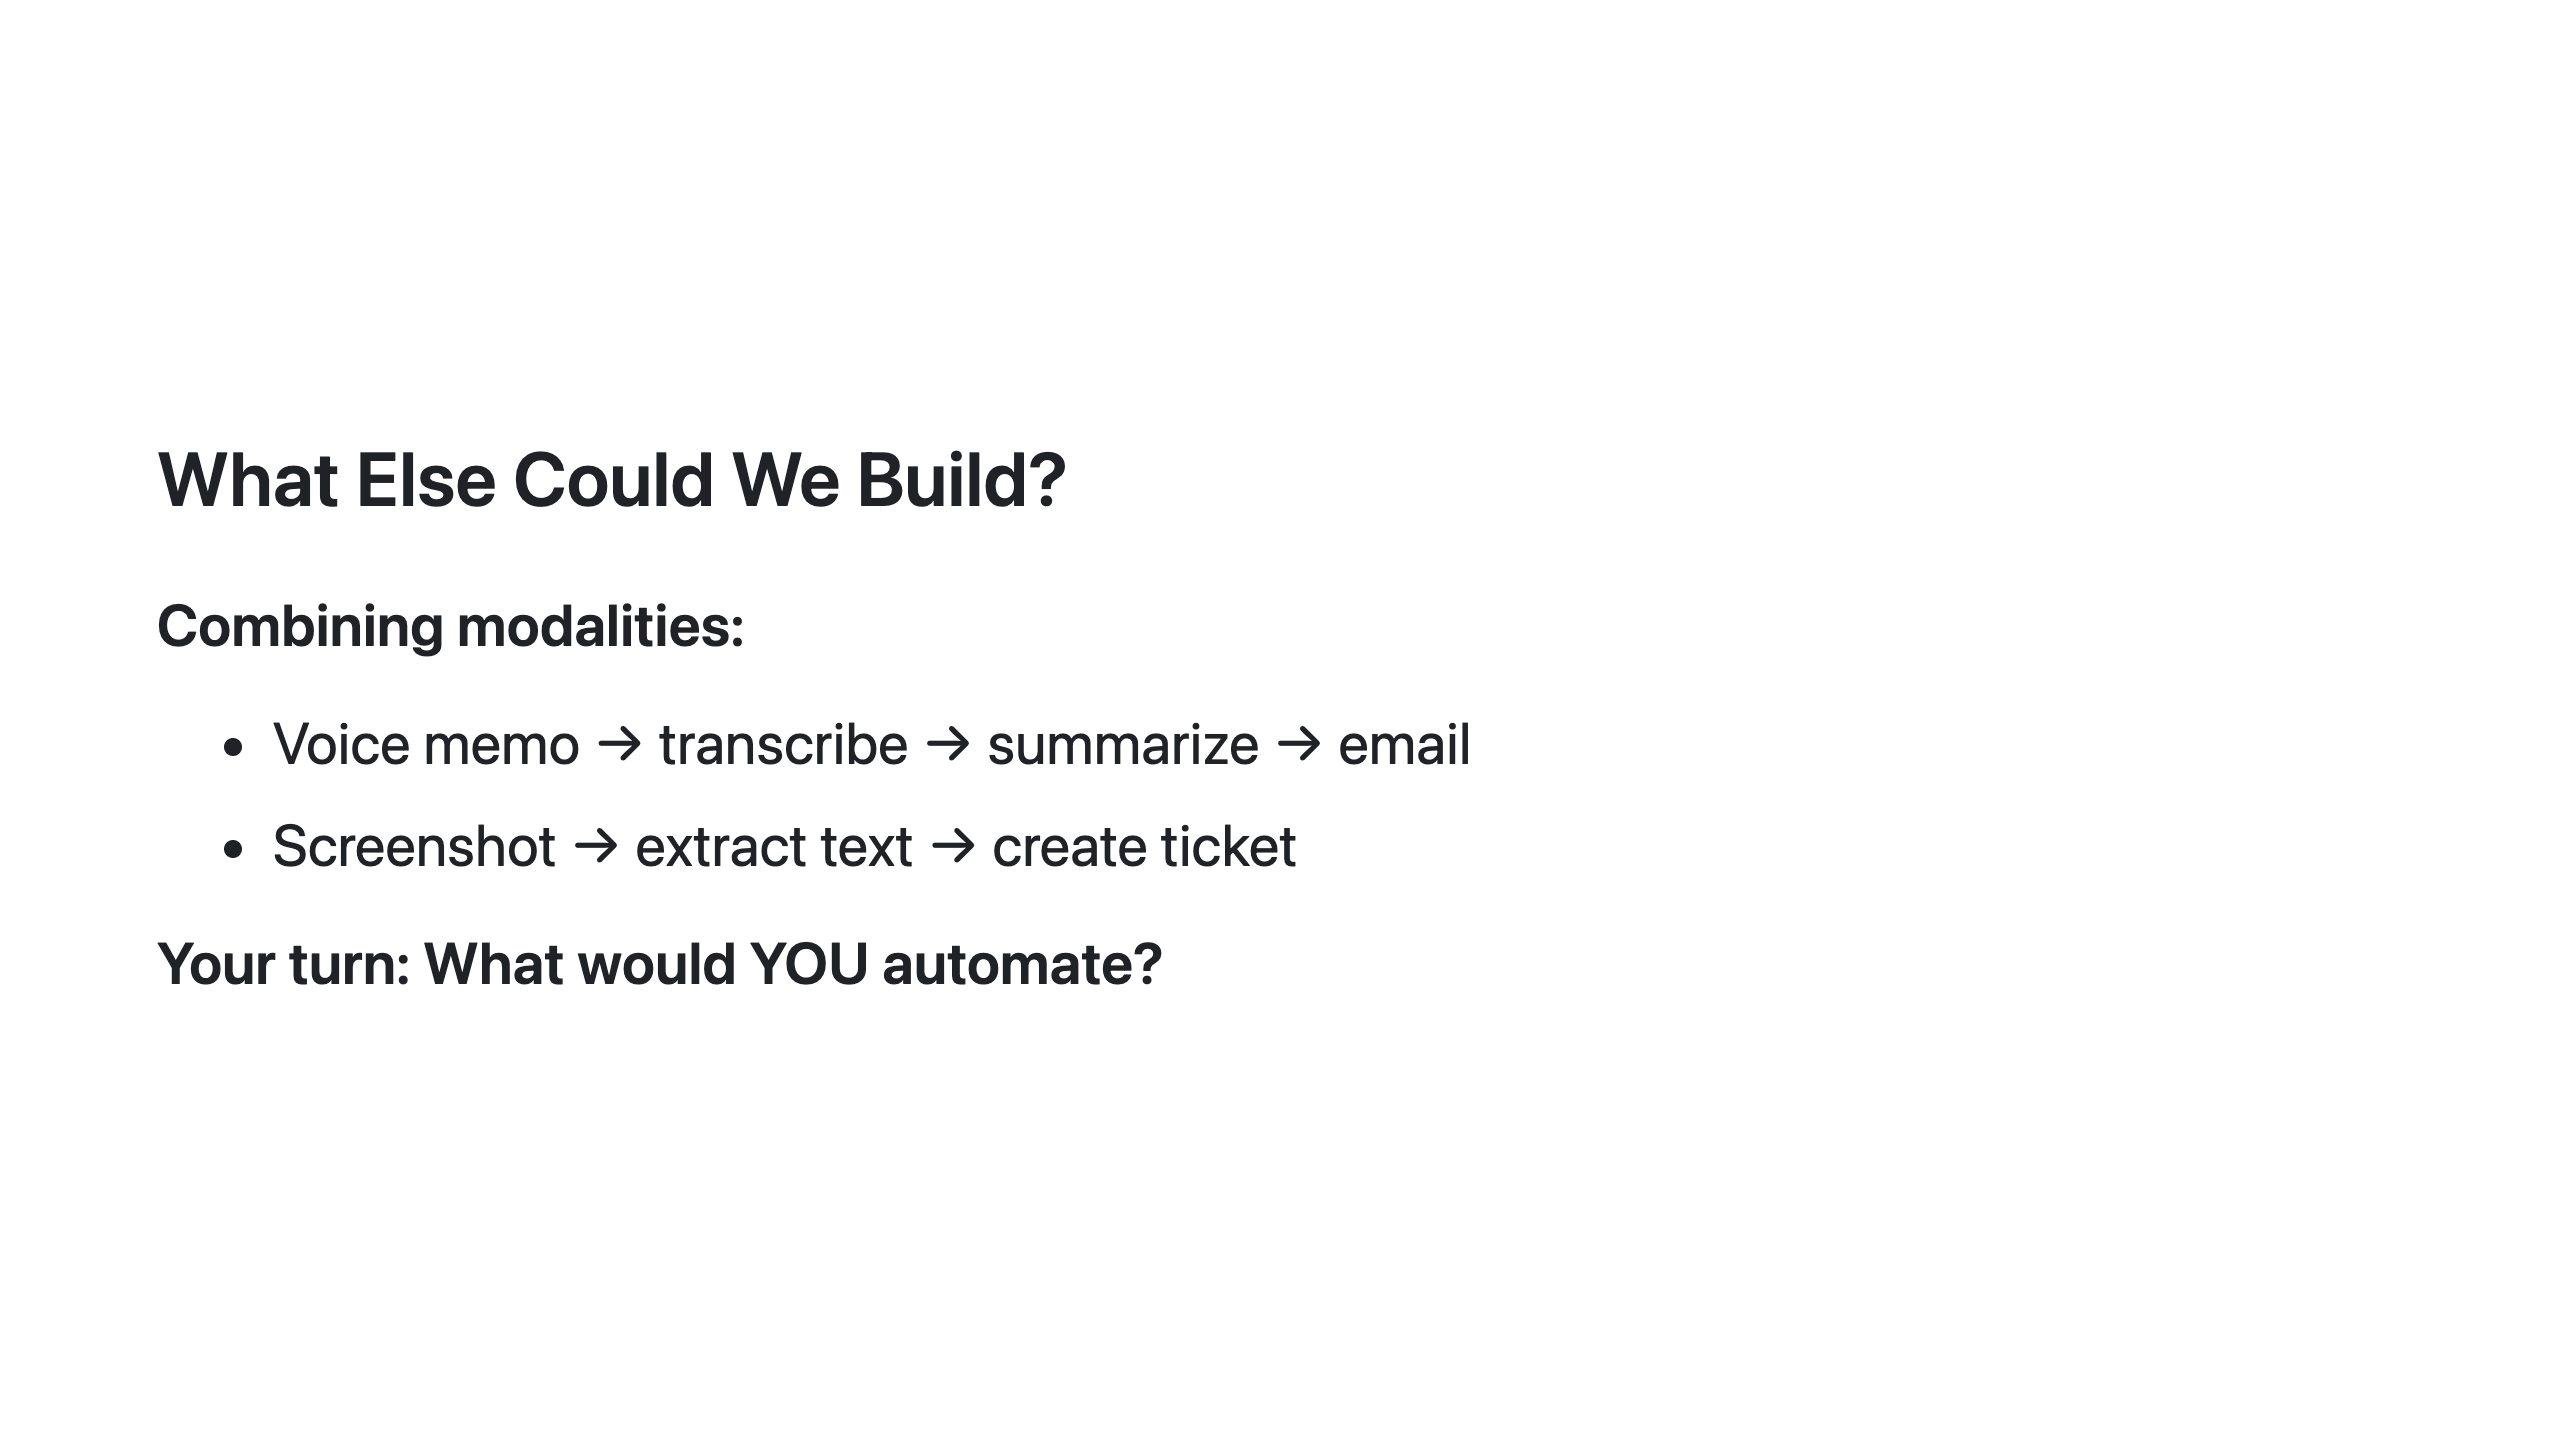 What Else Could We Build?
Combining modalities:
• Voice memo → transcribe → summarize → email
• Screenshot → extract text → create ticket
Your turn: What would YOU automate?